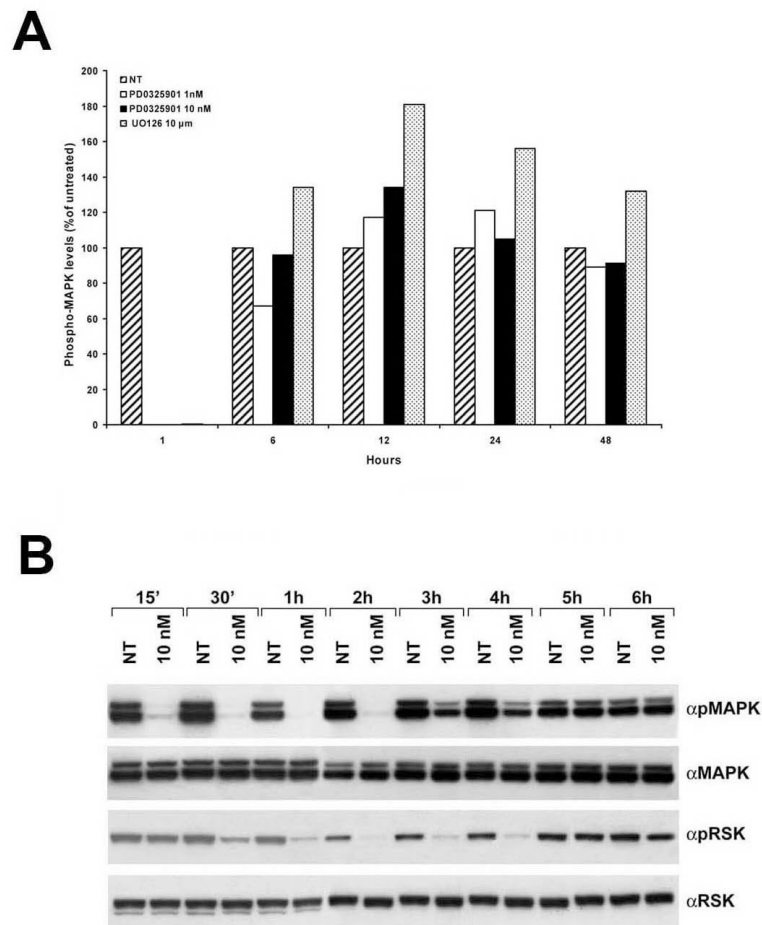 A
Phospho-MAPK levels (% of untreated)
200
180
160
140
120
100
80
60
40
20
0
NT
PD0325901 1nM
PD0325901 10 nM
UO126 10 µm
1 6 12 24 48
Hours
B
15' 30' 1h 2h 3h 4h 5h 6h
NT 10 nM NT 10 nM NT 10 nM NT 10 nM NT 10 nM NT 10 nM NT 10 nM NT 10 nM
αpMAPK
αMAPK
αpRSK
αRSK